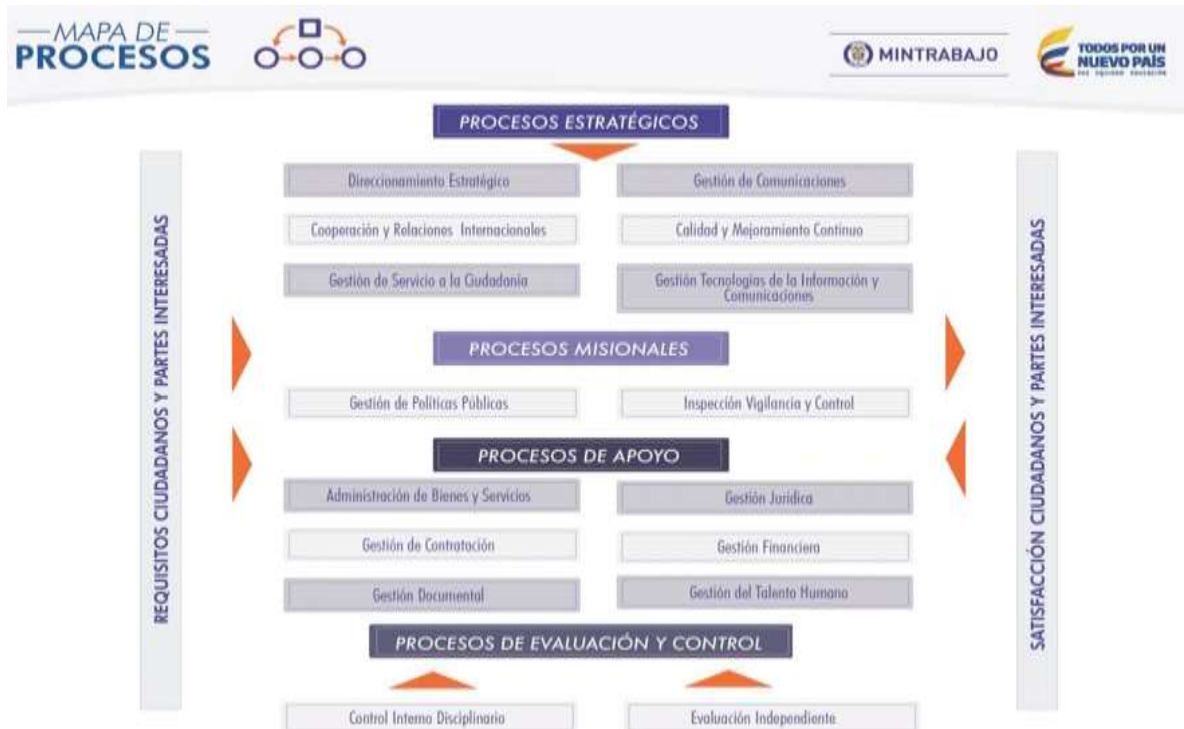 MAPA DE
PROCESOS
MINTRABAJO
TODOS POR UN
NUEVO PAÍS
PAZ EQUIDAD EDUCACIÓN
PROCESOS ESTRATÉGICOS
Direccionamiento Estratégico
Gestión de Comunicaciones
Cooperación y Relaciones Internacionales
Calidad y Mejoramiento Continuo
Gestión de Servicio a la Ciudadanía
Gestión Tecnologías de la Información y
Comunicaciones
REQUISITOS CIUDADANOS Y PARTES INTERESADAS
PROCESOS MISIONALES
Gestión de Políticas Públicas
Inspección Vigilancia y Control
PROCESOS DE APOYO
Administración de Bienes y Servicios
Gestión Jurídica
Gestión de Contratación
Gestión Financiera
Gestión Documental
Gestión del Talento Humano
PROCESOS DE EVALUACIÓN Y CONTROL
Control Interno Disciplinario
Evaluación Independiente
SATISFACCIÓN CIUDADANOS Y PARTES INTERESADAS